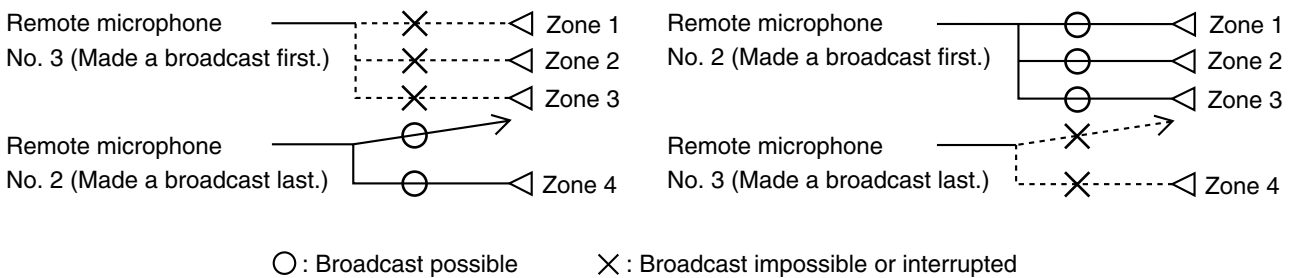 Remote microphone
No. 3 (Made a broadcast first.)
Zone 1
Zone 2
Zone 3
Remote microphone
No. 2 (Made a broadcast last.)
Zone 4
Remote microphone
No. 2 (Made a broadcast first.)
Zone 1
Zone 2
Zone 3
Remote microphone
No. 3 (Made a broadcast last.)
Zone 4
: Broadcast possible
: Broadcast impossible or interrupted